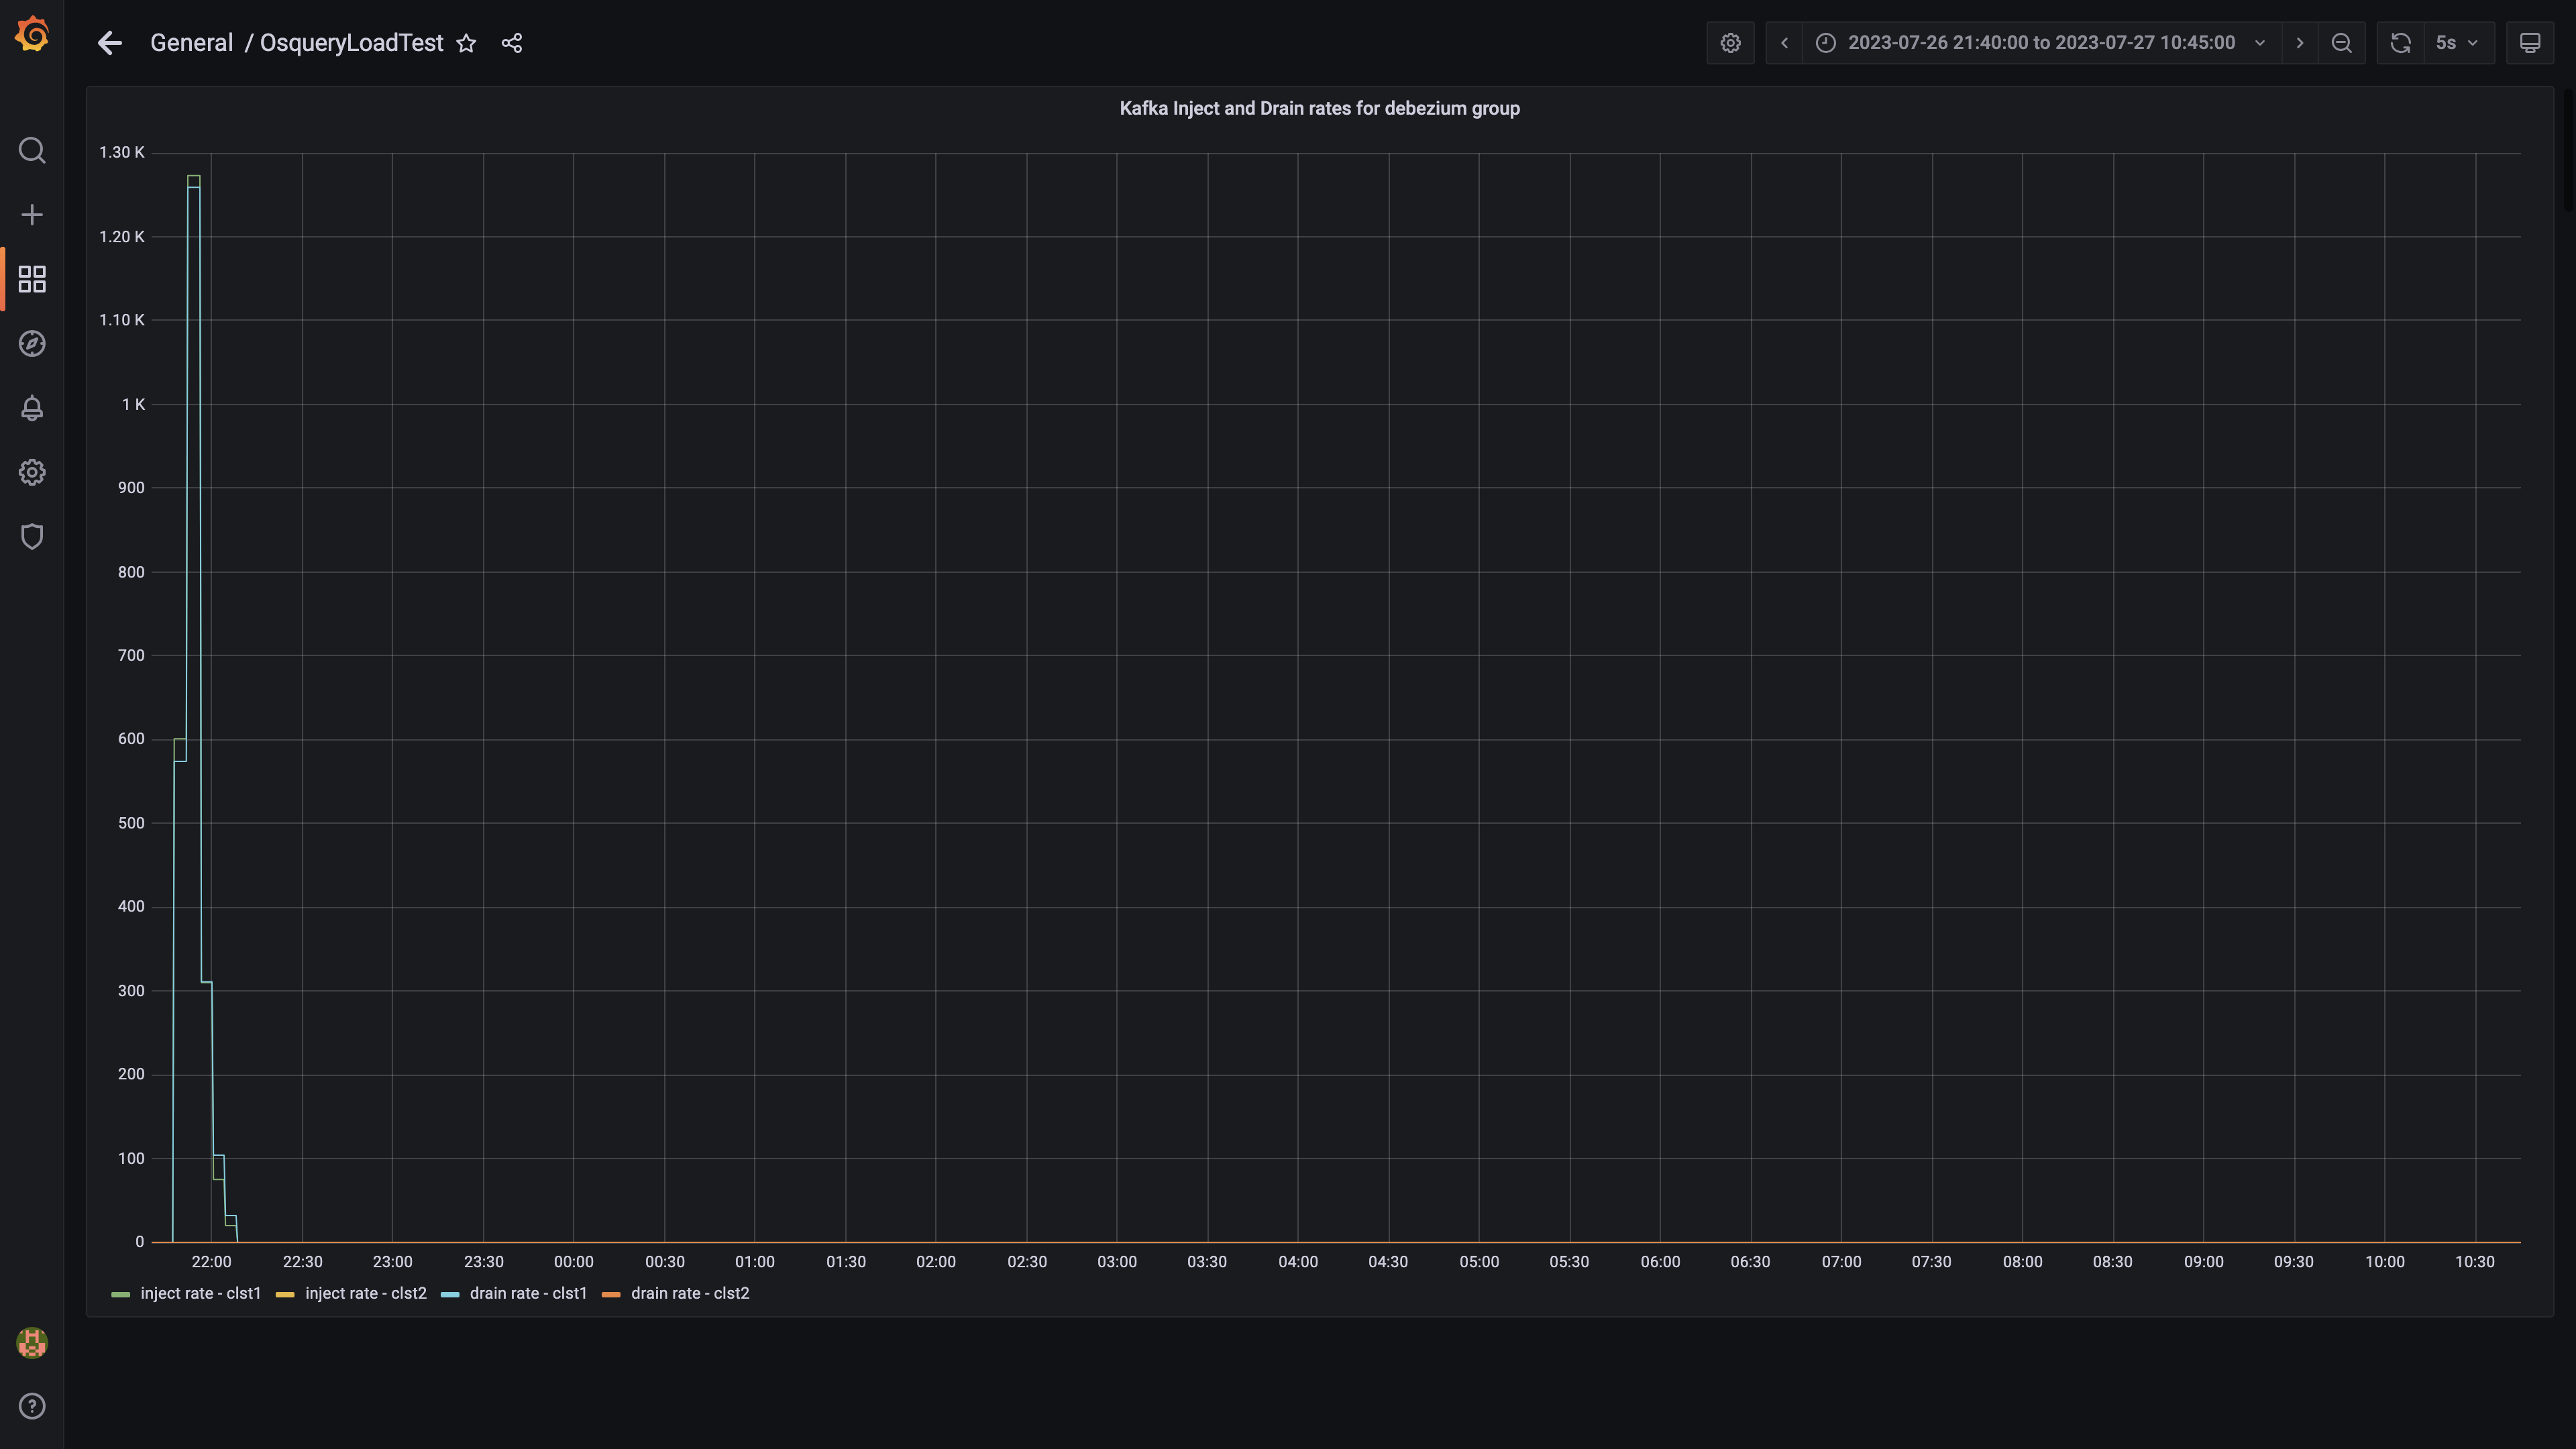 General / OsqueryLoadTest
2023-07-26 21:40:00 to 2023-07-27 10:45:00
5s
Kafka Inject and Drain rates for debezium group
1.30 K
1.20 K
1.10 K
1 K
900
800
700
600
500
400
300
200
100
0
22:00 22:30 23:00 23:30 00:00 00:30 01:00 01:30 02:00 02:30 03:00 03:30 04:00 04:30 05:00 05:30 06:00 06:30 07:00 07:30 08:00 08:30 09:00 09:30 10:00 10:30
inject rate - clst1 inject rate - clst2 drain rate - clst1 drain rate - clst2